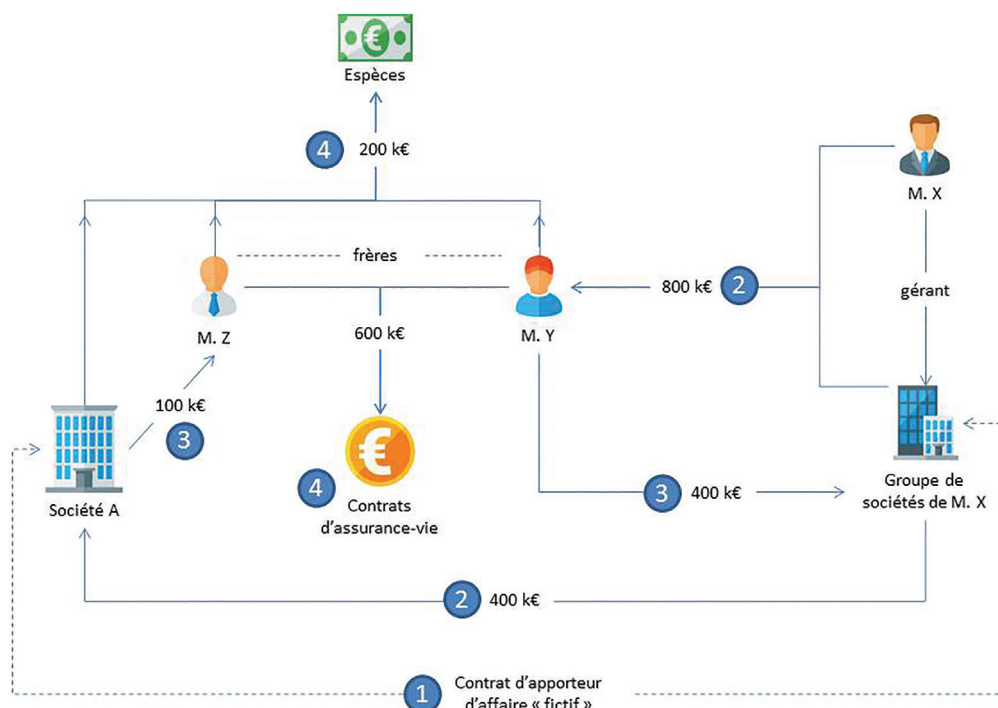 Espèces
4 200 k€
M. X
frères
800 k€ 2
gérant
M. Z
M. Y
600 k€
100 k€
3
4
Contrats
d'assurance-vie
3 400 k€
Société A
Groupe de
sociétés de M. X
2 400 k€
1 Contrat d'apporteur
d'affaire « fictif »